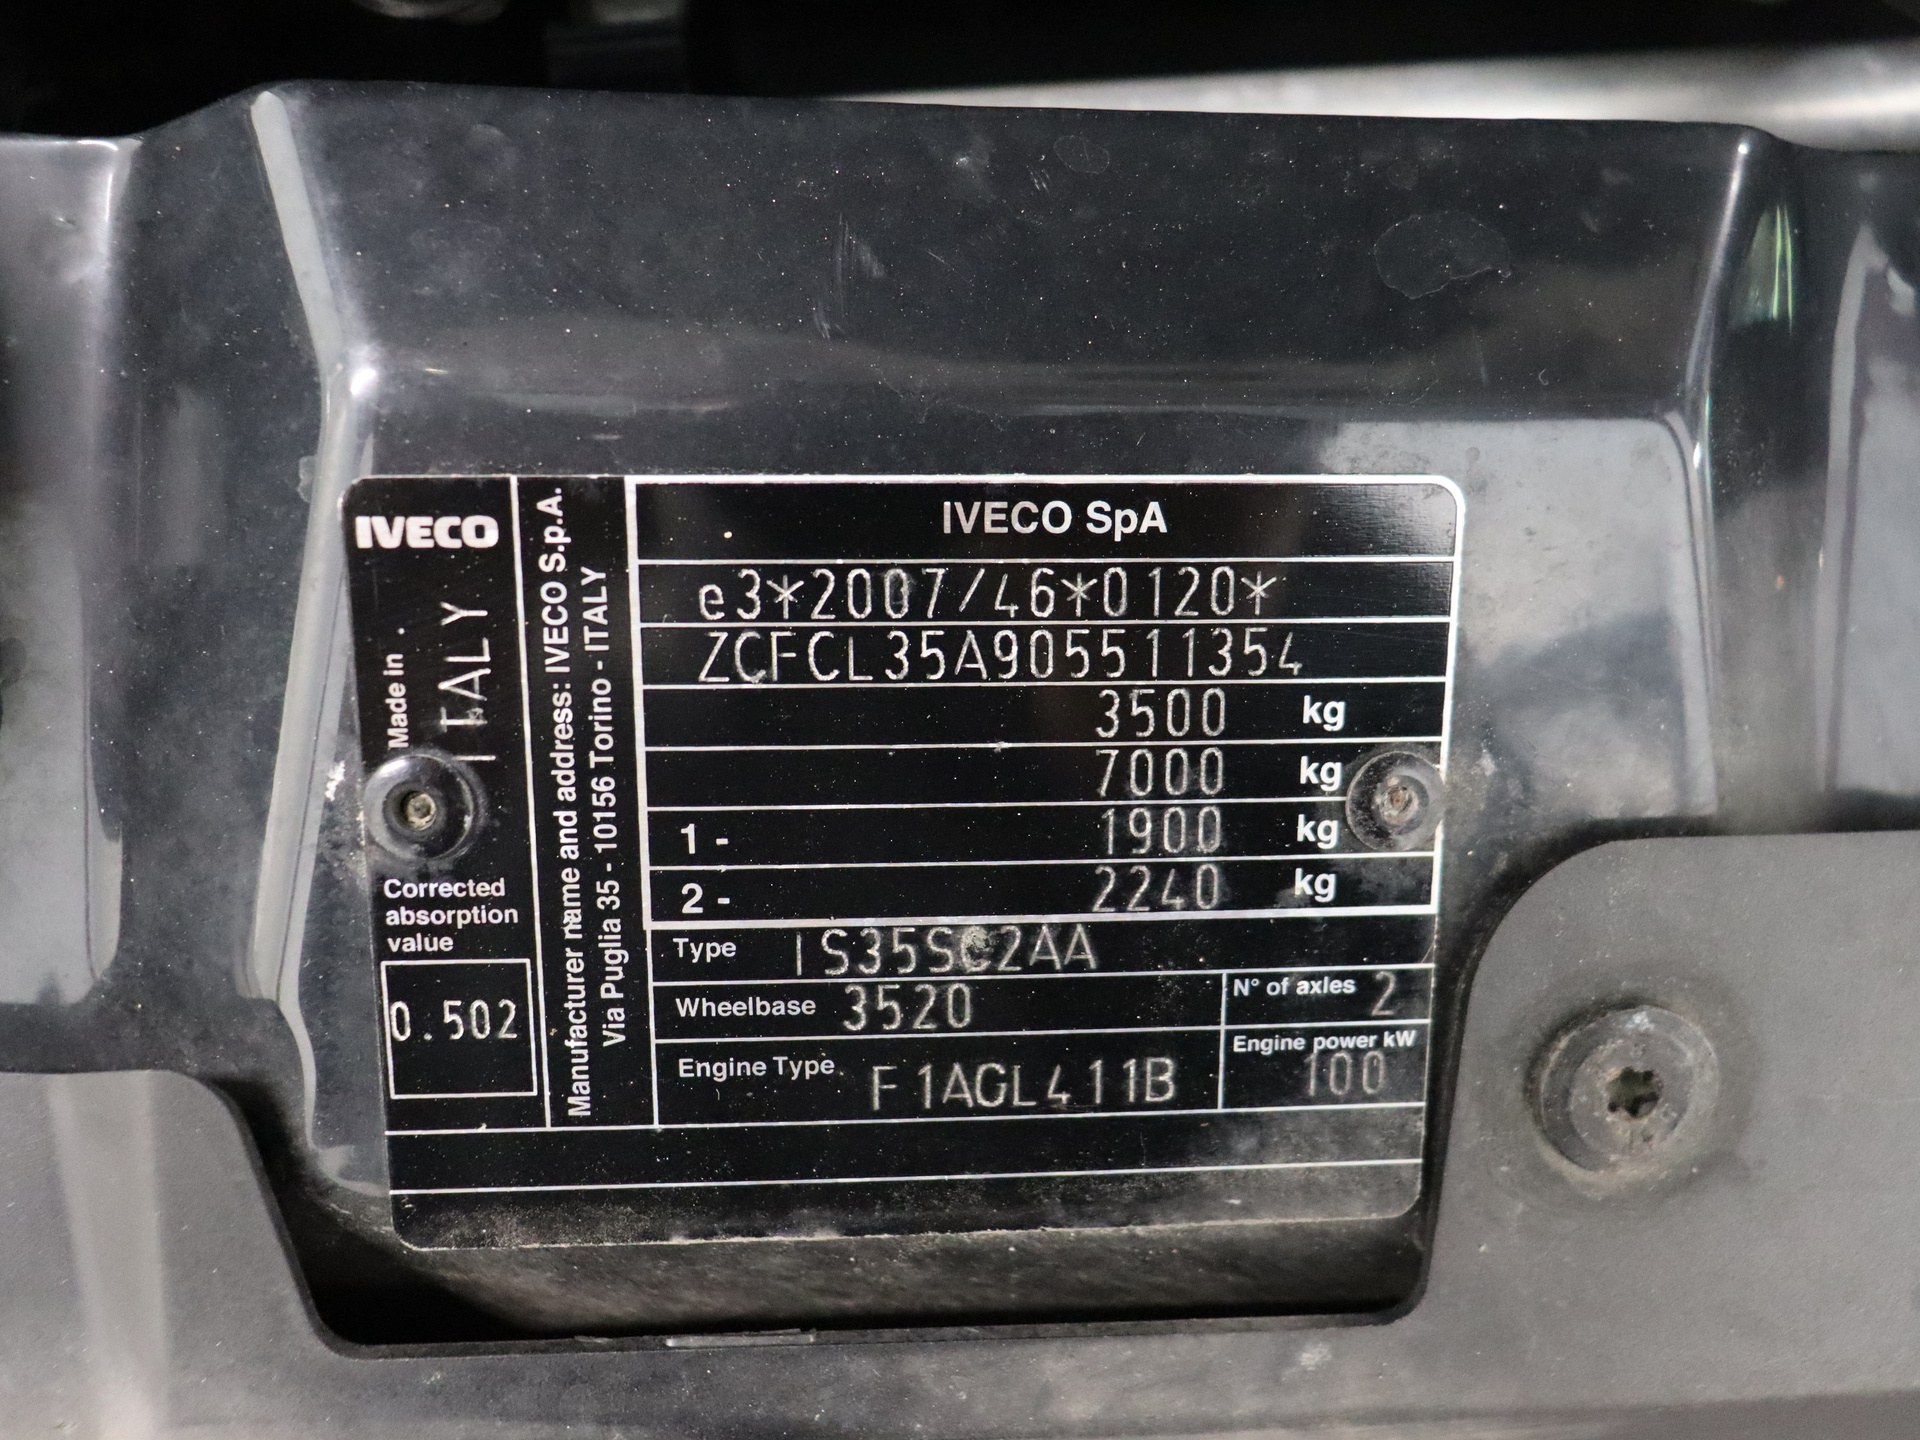 IVECO
Made in
ITALY
Corrected
absorption
value
0.502
Manufacturer name and address: IVECO S.p.A.
Via Puglia 35 - 10156 Torino - ITALY
IVECO SpA
e3*2007/46*0120*
ZCFCL35A905511354
3500 kg
7000 kg
1 - 1900 kg
2 - 2240 kg
Type IS35SC2AA
Wheelbase 3520
N° of axles 2
Engine Type F1AGL411B
Engine power kW
100